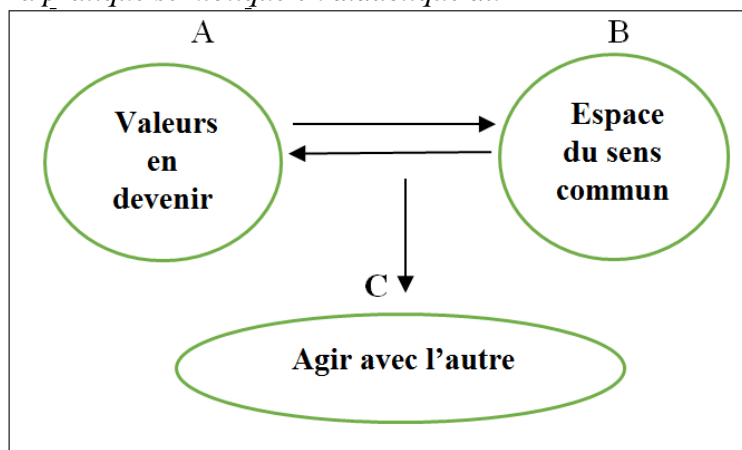 A
B
Valeurs
en
devenir
Espace
du sens
commun
C
Agir avec l'autre